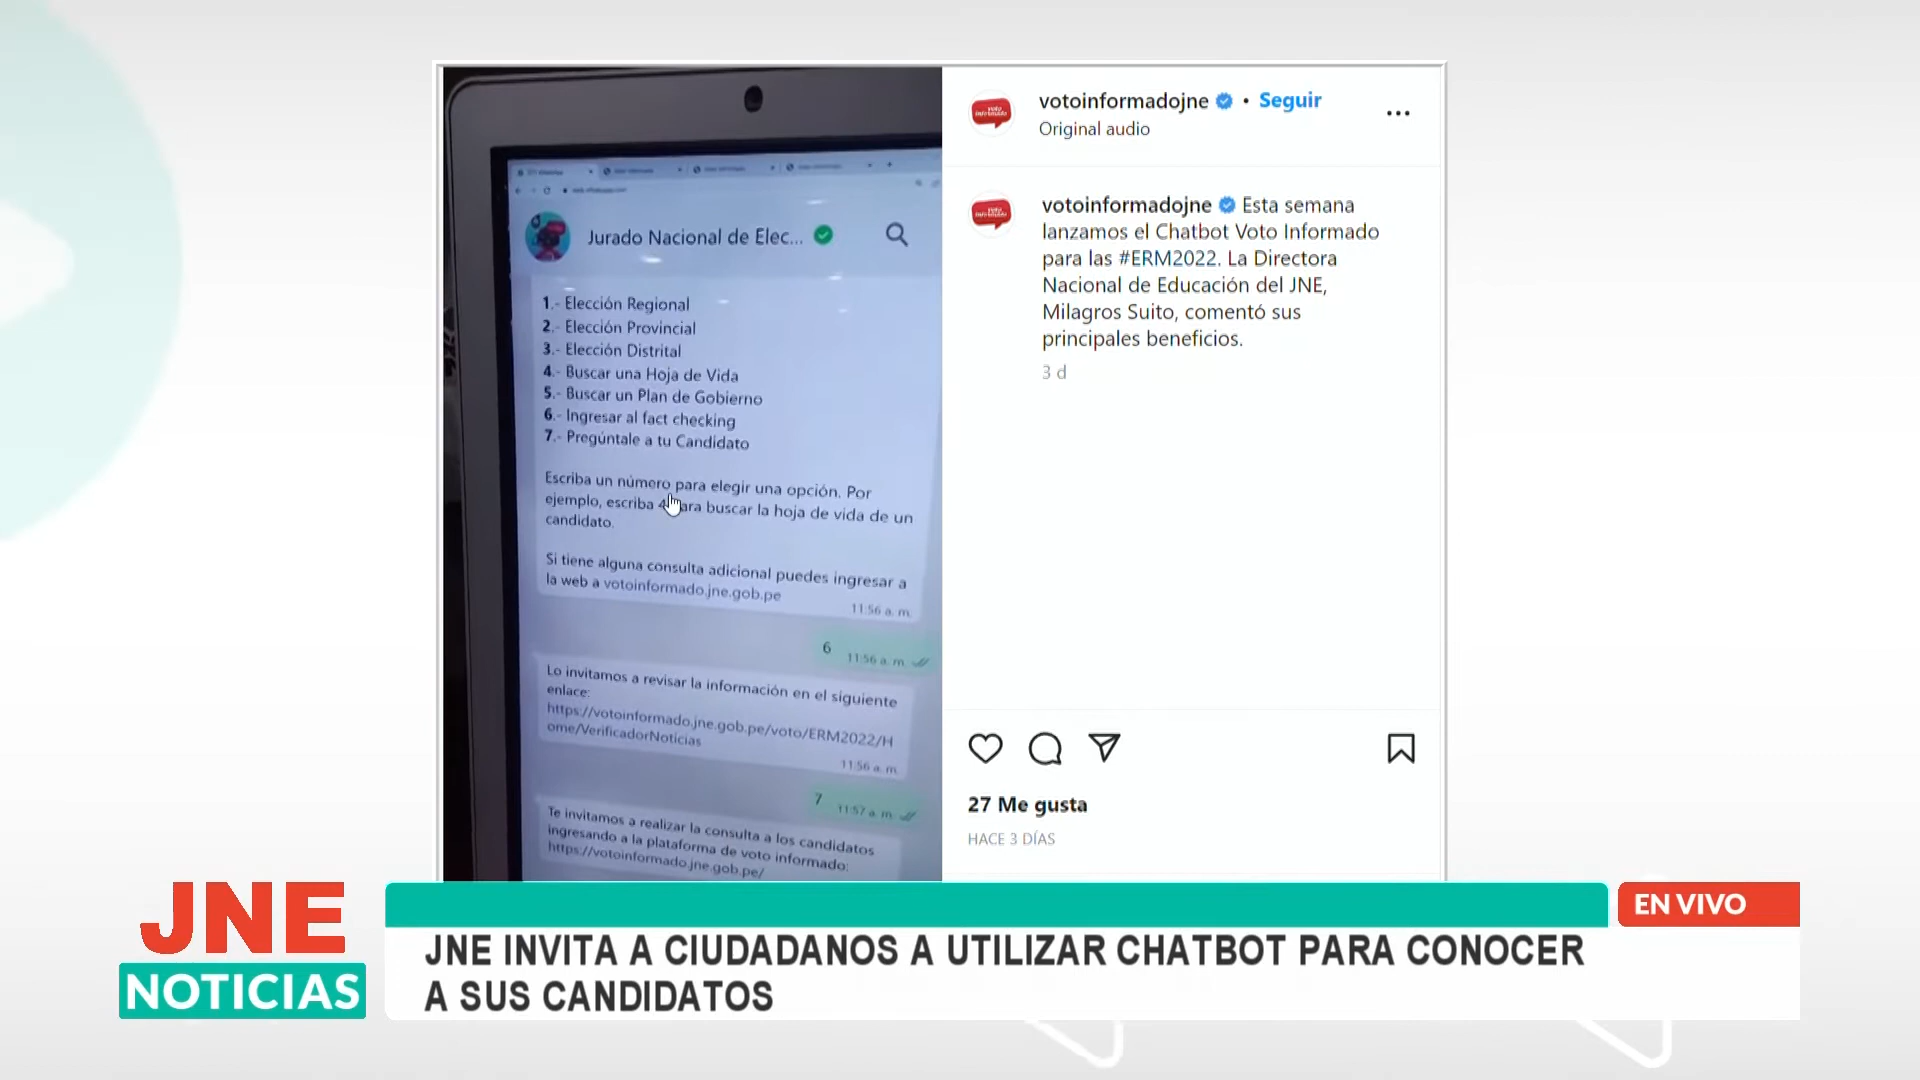 votoinformadojne • Seguir
Original audio
votoinformadojne Esta semana
lanzamos el Chatbot Voto Informado
para las #ERM2022. La Directora
Nacional de Educación del JNE,
Milagros Suito, comentó sus
principales beneficios.
3 d
Jurado Nacional de Elec...
1.- Elección Regional
2.- Elección Provincial
3.- Elección Distrital
4.- Buscar una Hoja de Vida
5.- Buscar un Plan de Gobierno
6.- Ingresar al fact checking
7.- Pregúntale a tu Candidato
Escriba un número para elegir una opción. Por
ejemplo, escriba 4 para buscar la hoja de vida de un
candidato.
Si tiene alguna consulta adicional puedes ingresar a
la web a votoinformado.jne.gob.pe
11:56 a. m.
6 11:56 a. m.
Lo invitamos a revisar la información en el siguiente
enlace:
https://votoinformado.jne.gob.pe/voto/ERM2022/H
ome/VerificadorNoticias
11:56 a. m.
7 11:57 a. m.
Te invitamos a realizar la consulta a los candidatos
ingresando a la plataforma de voto informado:
https://votoinformado.jne.gob.pe/
27 Me gusta
HACE 3 DÍAS
JNE
NOTICIAS
EN VIVO
JNE INVITA A CIUDADANOS A UTILIZAR CHATBOT PARA CONOCER
A SUS CANDIDATOS